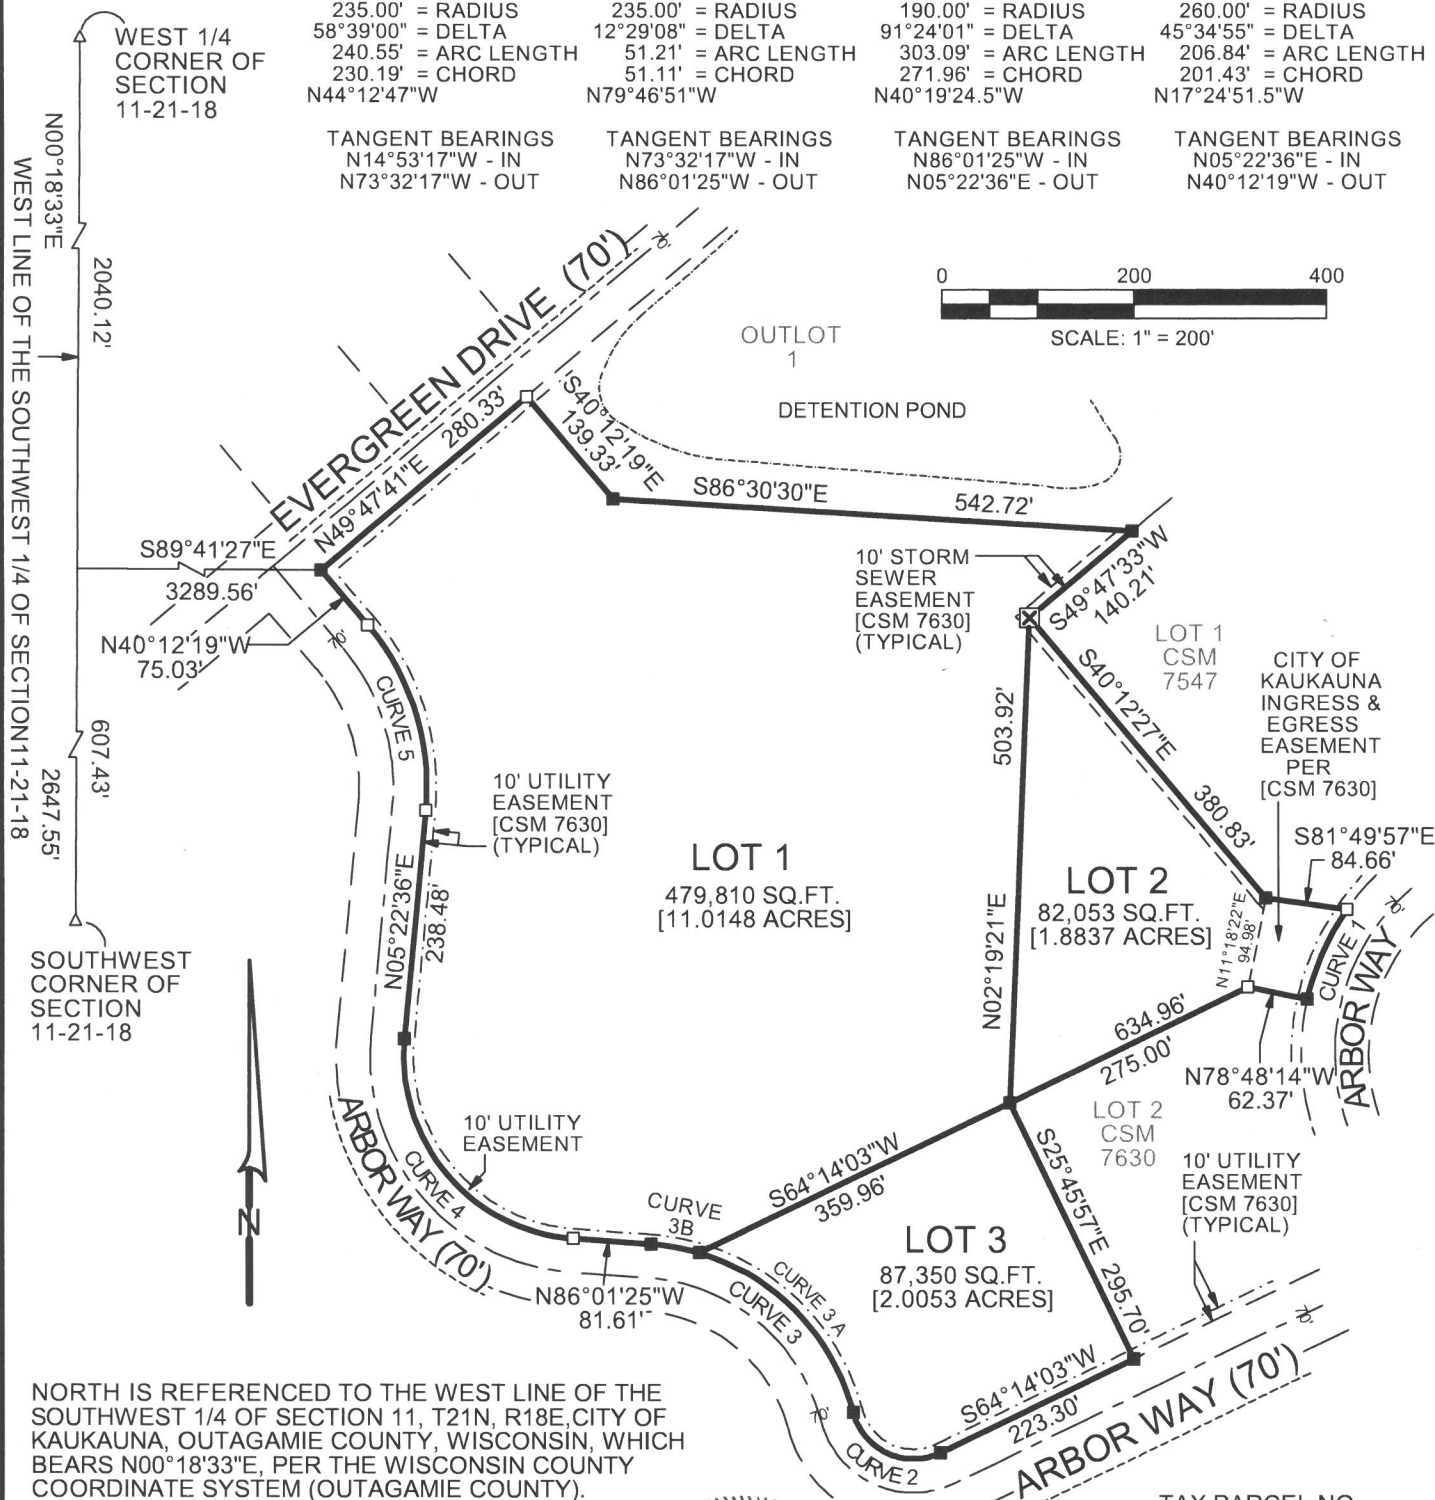 235.00' = RADIUS
58°39'00" = DELTA
240.55' = ARC LENGTH
230.19' = CHORD
N44°12'47"W
TANGENT BEARINGS
N14°53'17"W - IN
N73°32'17"W - OUT
235.00' = RADIUS
12°29'08" = DELTA
51.21' = ARC LENGTH
51.11' = CHORD
N79°46'51"W
TANGENT BEARINGS
N73°32'17"W - IN
N86°01'25"W - OUT
190.00' = RADIUS
91°24'01" = DELTA
303.09' = ARC LENGTH
271.96' = CHORD
N40°19'24.5"W
TANGENT BEARINGS
N86°01'25"W - IN
N05°22'36"E - OUT
260.00' = RADIUS
45°34'55" = DELTA
206.84' = ARC LENGTH
201.43' = CHORD
N17°24'51.5"W
TANGENT BEARINGS
N05°22'36"E - IN
N40°12'19"W - OUT
WEST 1/4
CORNER OF
SECTION
11-21-18
N00°18'33"E
2040.12'
WEST LINE OF THE SOUTHWEST 1/4 OF SECTION11-21-18
607.43'
2647.55'
SOUTHWEST
CORNER OF
SECTION
11-21-18
0 200 400
SCALE: 1" = 200'
OUTLOT
1
DETENTION POND
EVERGREEN DRIVE (70')
70'
N49°47'41"E 280.33'
'S40°12'19"E
139.33'
S86°30'30"E 542.72'
S89°41'27"E
3289.56'
N40°12'19"W
75.03'
70'
CURVE 5
10' STORM
SEWER
EASEMENT
[CSM 7630]
(TYPICAL)
S49°47'33"W
140.21'
LOT 1
CSM
7547
S40°12'27"E
380.83'
CITY OF
KAUKAUNA
INGRESS &
EGRESS
EASEMENT
PER
[CSM 7630]
S81°49'57"E
84.66'
10' UTILITY
EASEMENT
[CSM 7630]
(TYPICAL)
LOT 1
479,810 SQ.FT.
[11.0148 ACRES]
503.92'
N02°19'21"E
LOT 2
82,053 SQ.FT.
[1.8837 ACRES]
N11°18'22"E
94.98'
CURVE 1
70'
ARBOR WAY
ARBOR WAY
N05°22'36"E
238.48'
634.96'
275.00'
N78°48'14"W
62.37'
LOT 2
CSM
7630
10' UTILITY
EASEMENT
N
ARBOR WAY (70')
CURVE 4
CURVE
3B
S64°14'03"W
359.96'
S25°45'57"E 295.70'
10' UTILITY
EASEMENT
[CSM 7630]
(TYPICAL)
LOT 3
87,350 SQ.FT.
[2.0053 ACRES]
N86°01'25"W
81.61'
CURVE 3 A
CURVE 3
70'
S64°14'03"W
223.30'
70'
CURVE 2
ARBOR WAY (70')
NORTH IS REFERENCED TO THE WEST LINE OF THE
SOUTHWEST 1/4 OF SECTION 11, T21N, R18E,CITY OF
KAUKAUNA, OUTAGAMIE COUNTY, WISCONSIN, WHICH
BEARS N00°18'33"E, PER THE WISCONSIN COUNTY
COORDINATE SYSTEM (OUTAGAMIE COUNTY).
TAX PARCEL NO